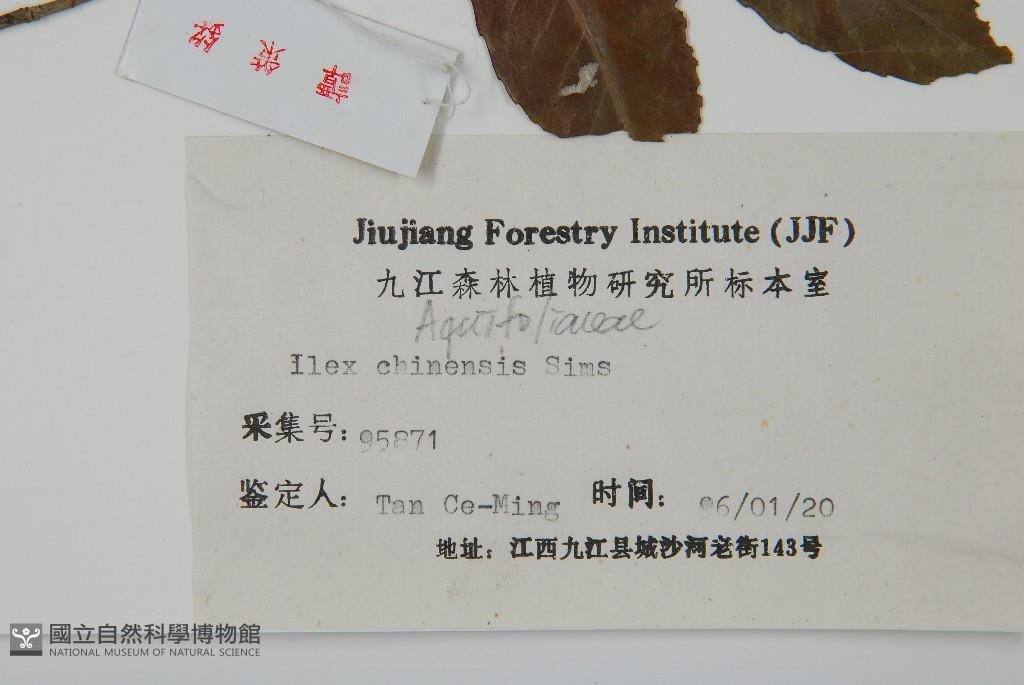 Jiujiang Forestry Institute (JJF)
九江森林植物研究所标本室
Aquifoliaceae
Ilex chinensis Sims
采集号: 95871
鉴定人: Tan Ce-Ming 时间: 96/01/20
地址: 江西九江县城沙河老街143号
國立自然科學博物館
NATIONAL MUSEUM OF NATURAL SCIENCE